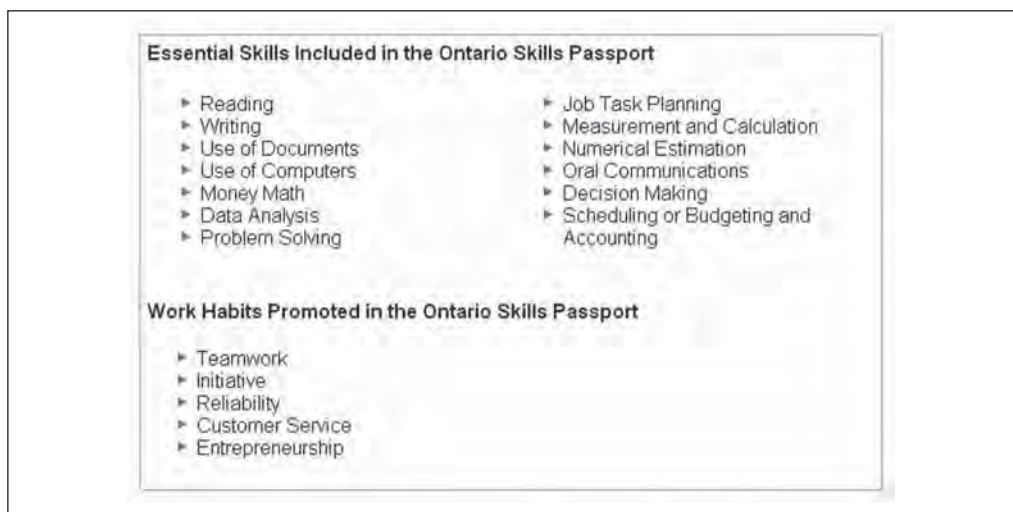 Essential Skills Included in the Ontario Skills Passport
Reading
Writing
Use of Documents
Use of Computers
Money Math
Data Analysis
Problem Solving
Job Task Planning
Measurement and Calculation
Numerical Estimation
Oral Communications
Decision Making
Scheduling or Budgeting and
Accounting
Work Habits Promoted in the Ontario Skills Passport
Teamwork
Initiative
Reliability
Customer Service
Entrepreneurship